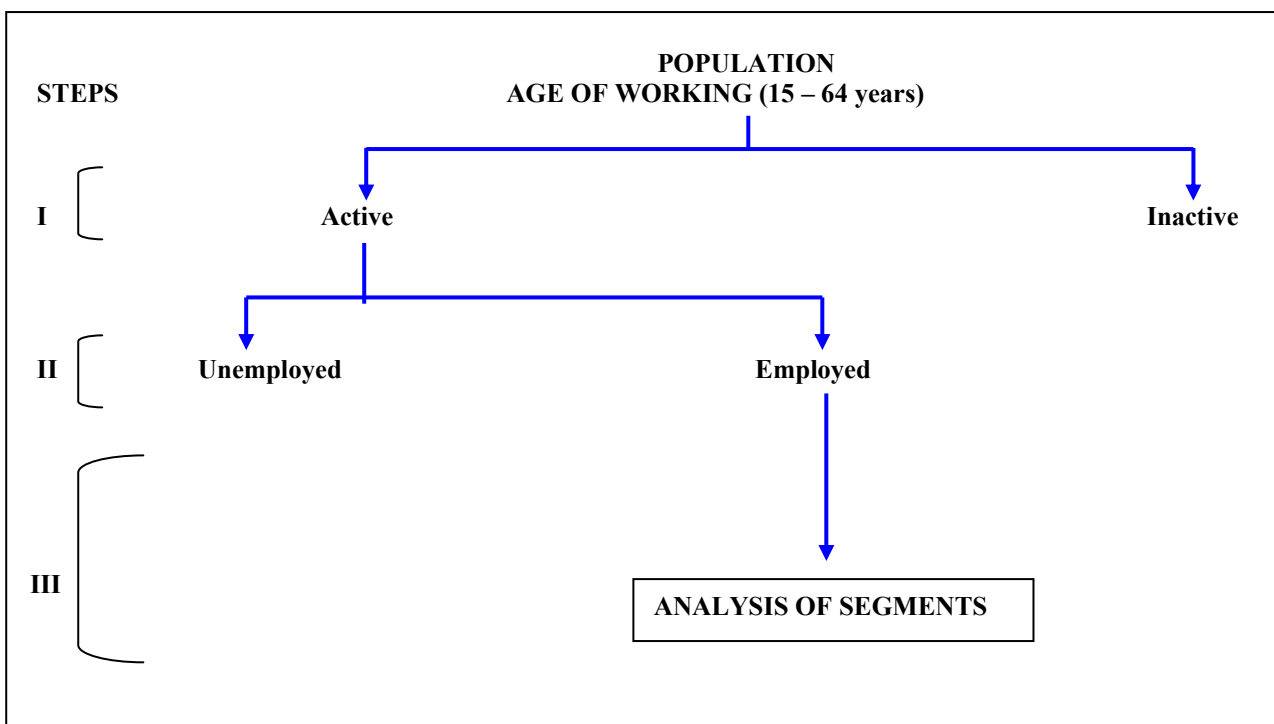 POPULATION
STEPS
AGE OF WORKING (15 – 64 years)
I
Active
Inactive
II
Unemployed
Employed
III
ANALYSIS OF SEGMENTS